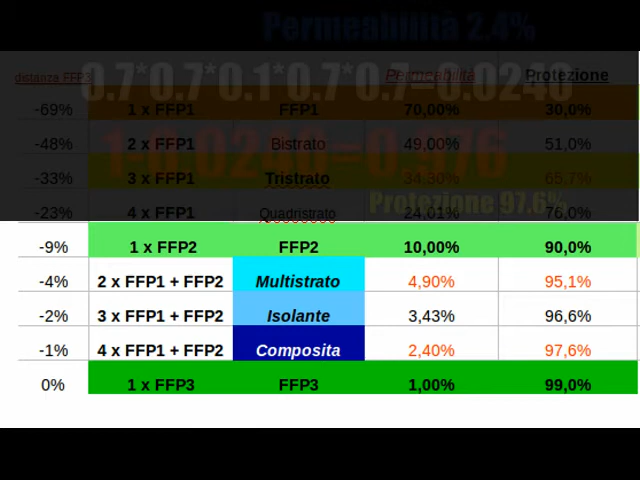 Permeabilità 2.4%
distanza FFP3 Permeabilità Protezione
0.7*0.7*0.1*0.7*0.7=0.0240
-69% 1 x FFP1 FFP1 70,00% 30,0%
-48% 2 x FFP1 Bistrato 49,00% 51,0%
1-0.0240=0.976
-33% 3 x FFP1 Tristrato 34,30% 65,7%
Protezione 97.6%
-23% 4 x FFP1 Quadristrato 24,01% 76,0%
-9% 1 x FFP2 FFP2 10,00% 90,0%
-4% 2 x FFP1 + FFP2 Multistrato 4,90% 95,1%
-2% 3 x FFP1 + FFP2 Isolante 3,43% 96,6%
-1% 4 x FFP1 + FFP2 Composita 2,40% 97,6%
0% 1 x FFP3 FFP3 1,00% 99,0%